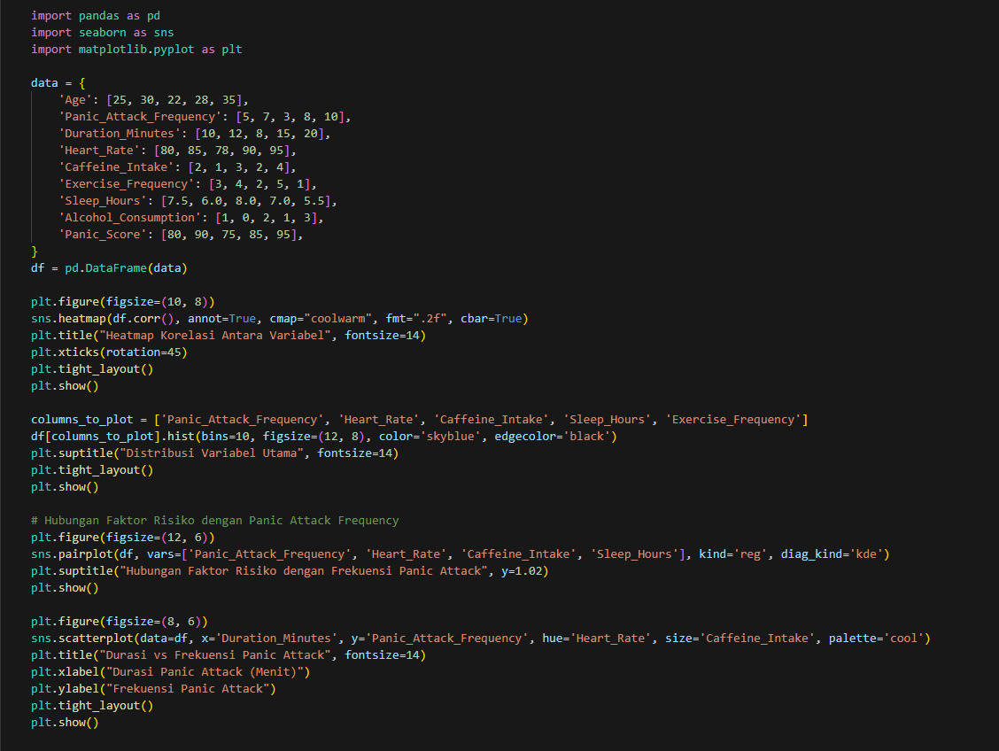 import pandas as pd
import seaborn as sns
import matplotlib.pyplot as plt

data = {
    'Age': [25, 30, 22, 28, 35],
    'Panic_Attack_Frequency': [5, 7, 3, 8, 10],
    'Duration_Minutes': [10, 12, 8, 15, 20],
    'Heart_Rate': [80, 85, 78, 90, 95],
    'Caffeine_Intake': [2, 1, 3, 2, 4],
    'Exercise_Frequency': [3, 4, 2, 5, 1],
    'Sleep_Hours': [7.5, 6.0, 8.0, 7.0, 5.5],
    'Alcohol_Consumption': [1, 0, 2, 1, 3],
    'Panic_Score': [80, 90, 75, 85, 95],
}
df = pd.DataFrame(data)

plt.figure(figsize=(10, 8))
sns.heatmap(df.corr(), annot=True, cmap="coolwarm", fmt=".2f", cbar=True)
plt.title("Heatmap Korelasi Antara Variabel", fontsize=14)
plt.xticks(rotation=45)
plt.tight_layout()
plt.show()

columns_to_plot = ['Panic_Attack_Frequency', 'Heart_Rate', 'Caffeine_Intake', 'Sleep_Hours', 'Exercise_Frequency']
df[columns_to_plot].hist(bins=10, figsize=(12, 8), color='skyblue', edgecolor='black')
plt.suptitle("Distribusi Variabel Utama", fontsize=14)
plt.tight_layout()
plt.show()

# Hubungan Faktor Risiko dengan Panic Attack Frequency
plt.figure(figsize=(12, 6))
sns.pairplot(df, vars=['Panic_Attack_Frequency', 'Heart_Rate', 'Caffeine_Intake', 'Sleep_Hours'], kind='reg', diag_kind='kde')
plt.suptitle("Hubungan Faktor Risiko dengan Frekuensi Panic Attack", y=1.02)
plt.show()

plt.figure(figsize=(8, 6))
sns.scatterplot(data=df, x='Duration_Minutes', y='Panic_Attack_Frequency', hue='Heart_Rate', size='Caffeine_Intake', palette='cool')
plt.title("Durasi vs Frekuensi Panic Attack", fontsize=14)
plt.xlabel("Durasi Panic Attack (Menit)")
plt.ylabel("Frekuensi Panic Attack")
plt.tight_layout()
plt.show()